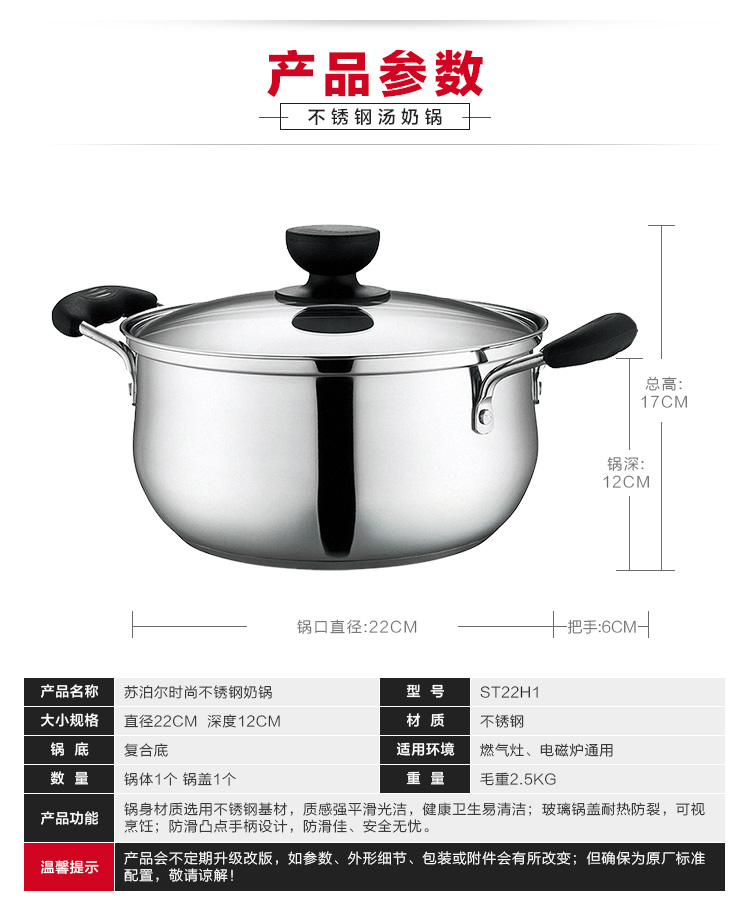 产品参数
不锈钢汤奶锅
总高:
17CM
锅深:
12CM
锅口直径:22CM
把手:6CM
产品名称 苏泊尔时尚不锈钢奶锅 型 号 ST22H1
大小规格 直径22CM 深度12CM 材 质 不锈钢
锅 底 复合底 适用环境 燃气灶、电磁炉通用
数 量 锅体1个 锅盖1个 重 量 毛重2.5KG
产品功能 锅身材质选用不锈钢基材，质感强平滑光洁，健康卫生易清洁；玻璃锅盖耐热防裂，可视
烹饪；防滑凸点手柄设计，防滑佳、安全无忧。
温馨提示 产品会不定期升级改版，如参数、外形细节、包装或附件会有所改变；但确保为原厂标准
配置，敬请谅解！